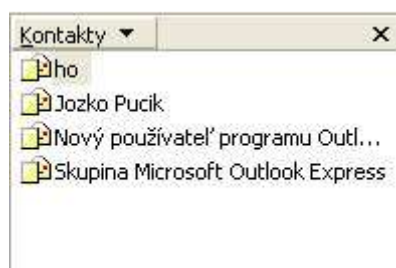 Kontakty
ho
Jozko Pucik
Nový používateľ programu Outl...
Skupina Microsoft Outlook Express